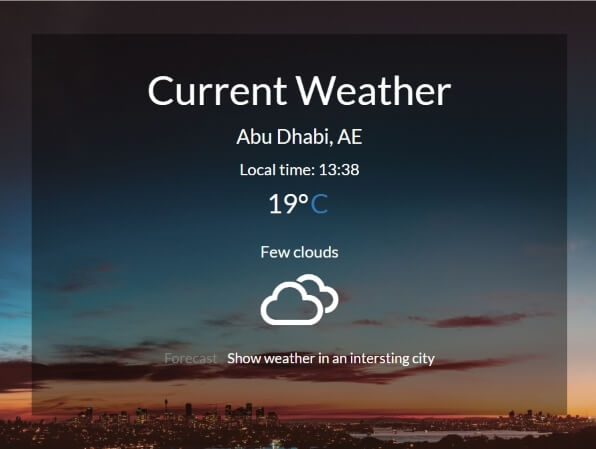 Current Weather
Abu Dhabi, AE
Local time: 13:38
19° C
Few clouds
Forecast Show weather in an intersting city